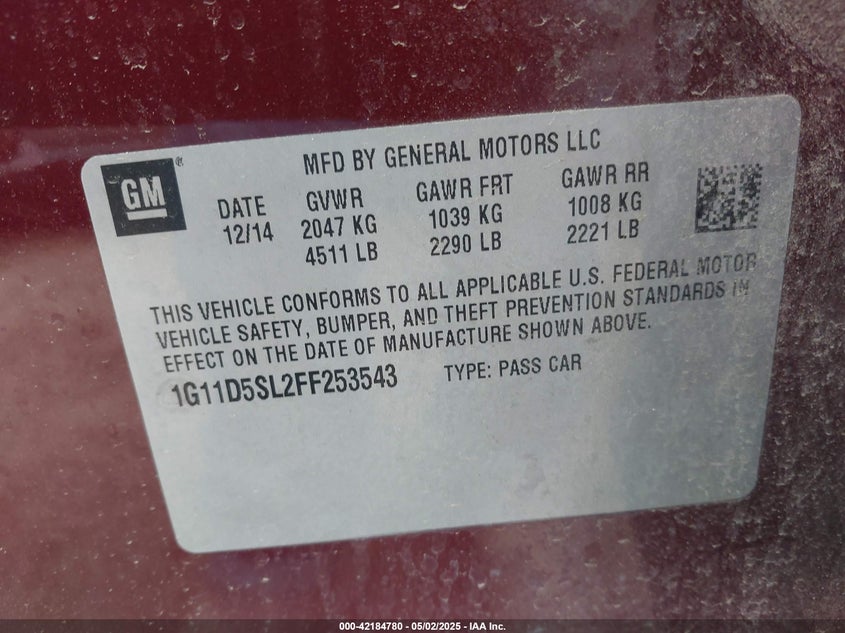 GM
®
MFD BY GENERAL MOTORS LLC
DATE GVWR GAWR FRT GAWR RR
12/14 2047 KG 1039 KG 1008 KG
4511 LB 2290 LB 2221 LB
THIS VEHICLE CONFORMS TO ALL APPLICABLE U.S. FEDERAL MOTOR
VEHICLE SAFETY, BUMPER, AND THEFT PREVENTION STANDARDS IN
EFFECT ON THE DATE OF MANUFACTURE SHOWN ABOVE.
1G11D5SL2FF253543 TYPE: PASS CAR
000-42184780 - 05/02/2025 - IAA Inc.